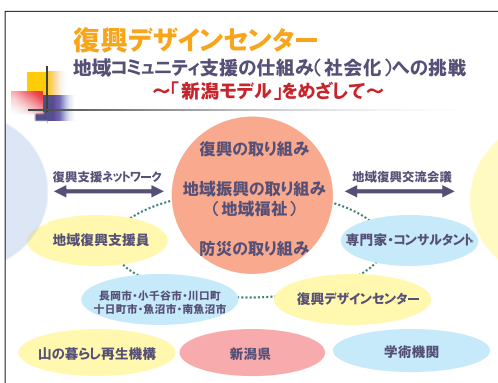 復興デザインセンター
地域コミュニティ支援の仕組み(社会化)への挑戦
～「新潟モデル」をめざして～
復興の取り組み
復興支援ネットワーク
地域復興交流会議
地域振興の取り組み
(地域福祉)
地域復興支援員
防災の取り組み
専門家・コンサルタント
長岡市・小千谷市・川口町
十日町市・魚沼市・南魚沼市
復興デザインセンター
山の暮らし再生機構
新潟県
学術機関